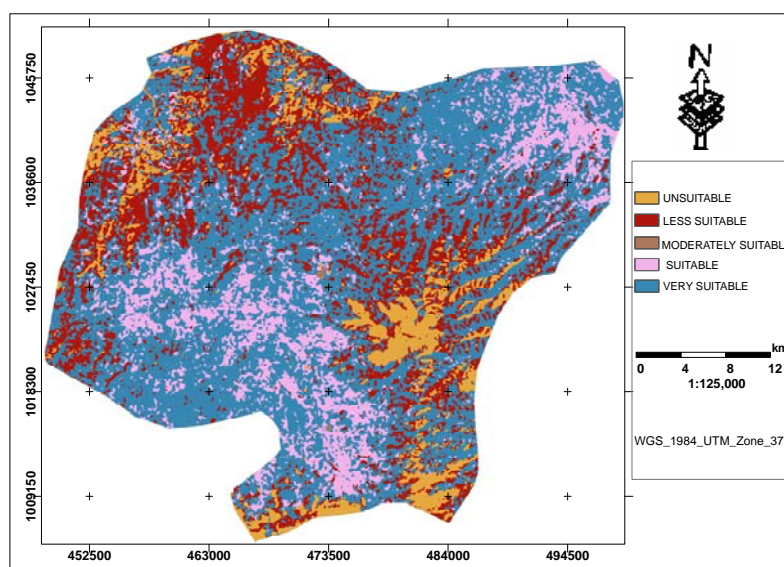 N
1045750
1036600
1027450
1018300
1009150
452500 463000 473500 484000 494500
UNSUITABLE
LESS SUITABLE
MODERATELY SUITABL
SUITABLE
VERY SUITABLE
km
0 4 8 12
1:125,000
WGS_1984_UTM_Zone_37